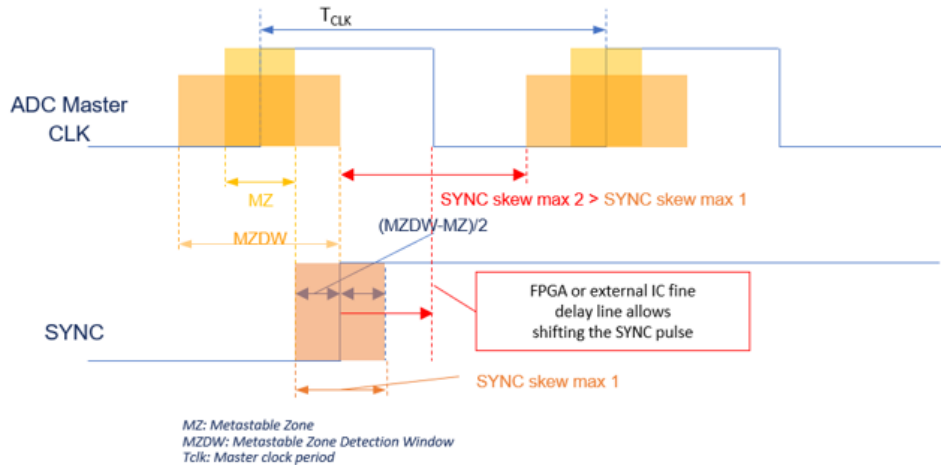 TCLK
ADC Master
CLK
MZ
SYNC skew max 2 > SYNC skew max 1
(MZDW-MZ)/2
MZDW
FPGA or external IC fine
delay line allows
shifting the SYNC pulse
SYNC
SYNC skew max 1
MZ: Metastable Zone
MZDW: Metastable Zone Detection Window
Tclk: Master clock period